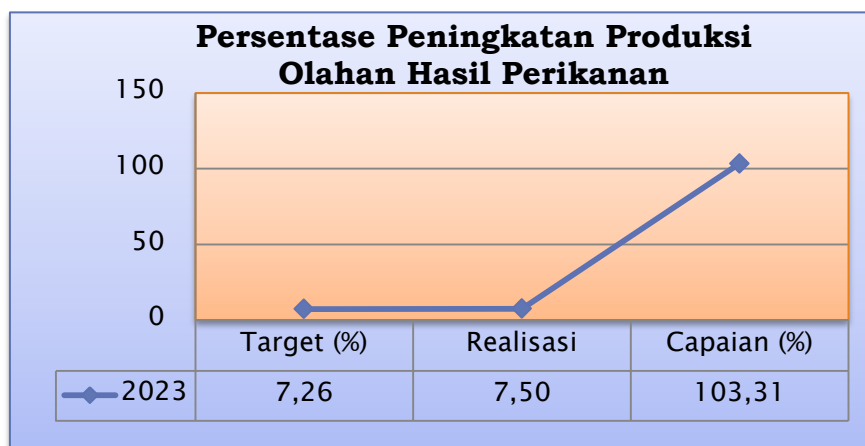 Persentase Peningkatan Produksi
Olahan Hasil Perikanan
150
100
50
0
Target (%) Realisasi Capaian (%)
2023 7,26 7,50 103,31